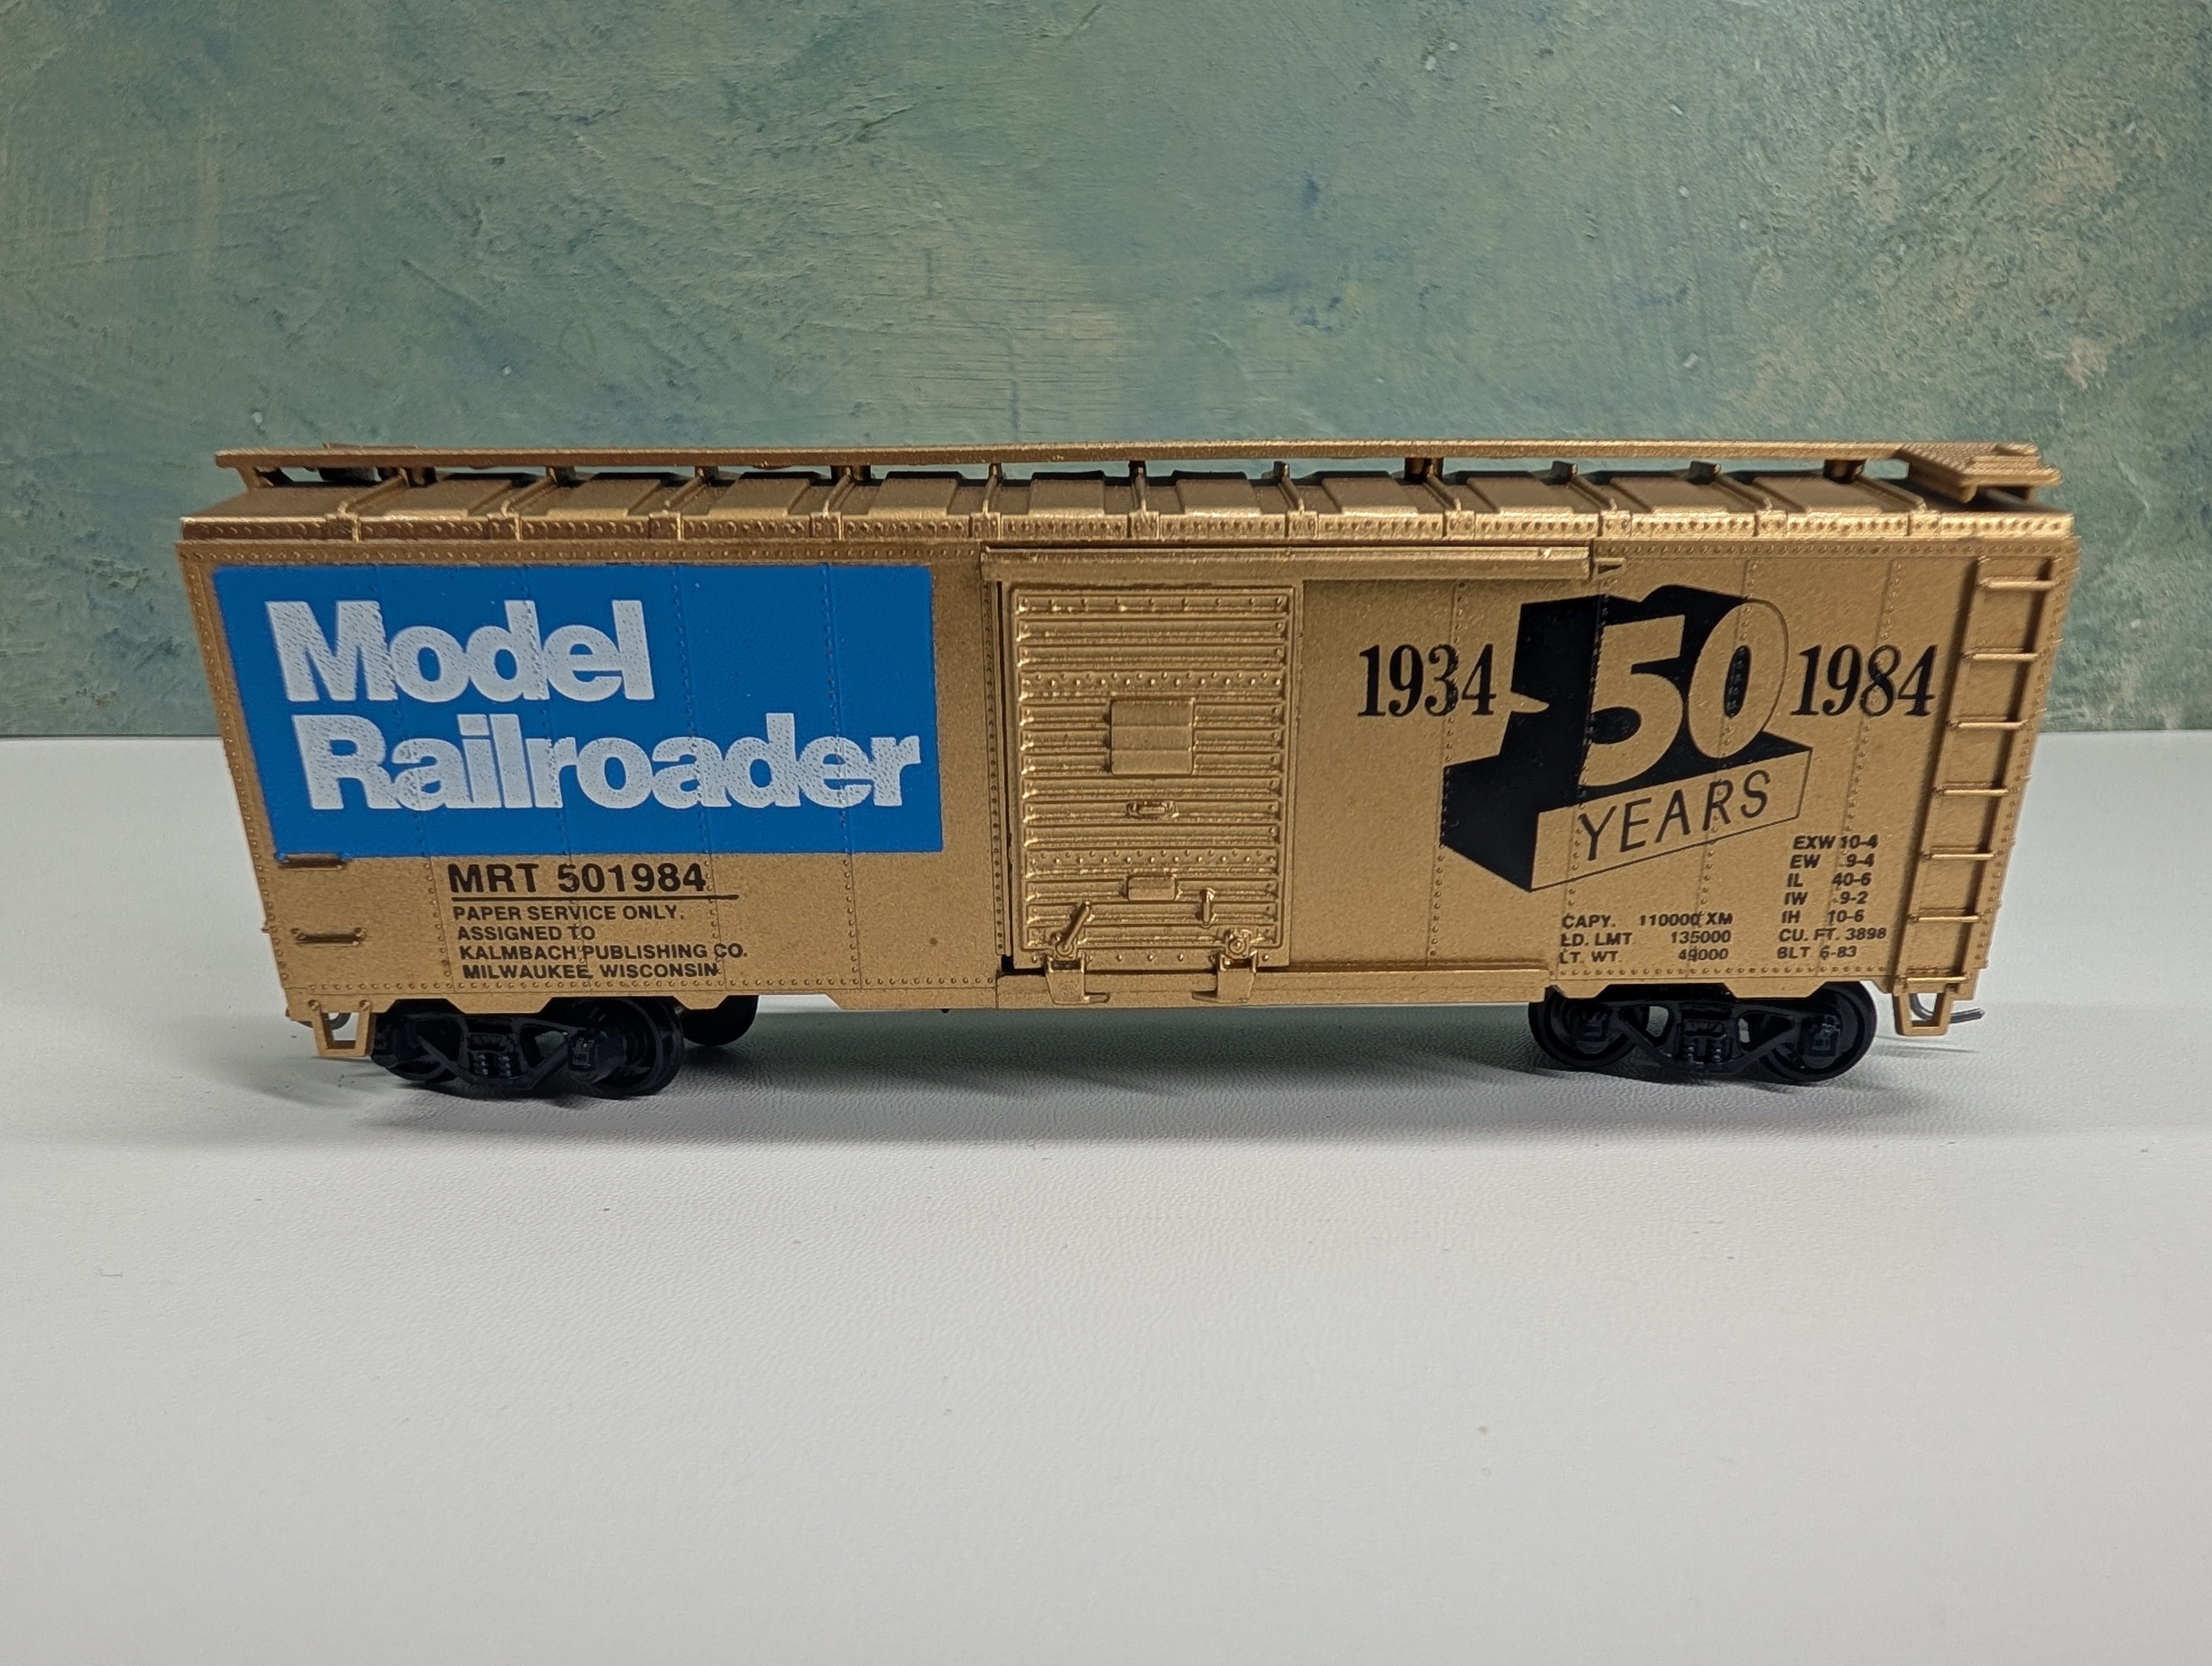 Model
Railroader
MRT 501984
PAPER SERVICE ONLY.
ASSIGNED TO
KALMBACH PUBLISHING CO.
MILWAUKEE, WISCONSIN
1934 50 1984
YEARS
CAPY. 110000 XM
LD. LMT. 135000
LT. WT. 49000
EXW 10-4
EW 9-4
IL 40-6
IW 9-2
IH 10-6
CU. FT. 3898
BLT 6-83